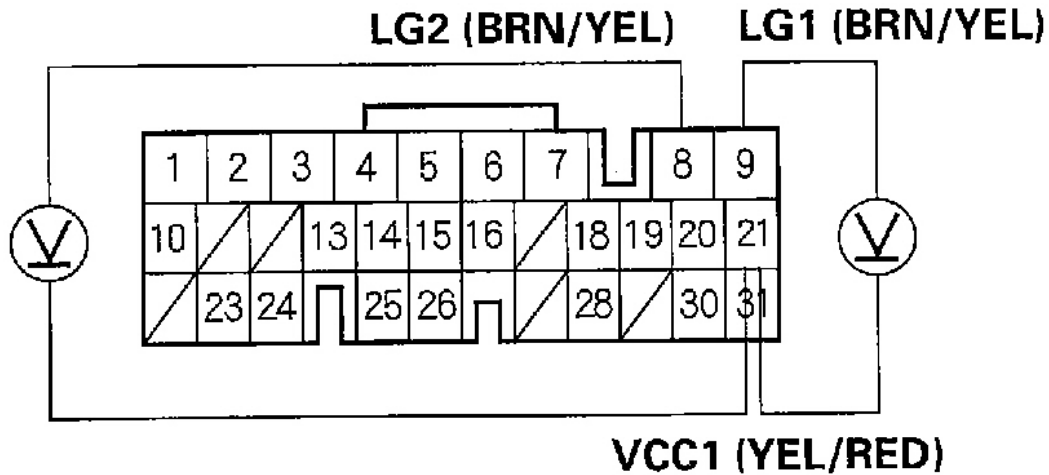 LG2 (BRN/YEL) LG1 (BRN/YEL)
1 2 3 4 5 6 7 8 9
V 10 13 14 15 16 18 19 20 21 V
23 24 25 26 28 30 31
VCC1 (YEL/RED)